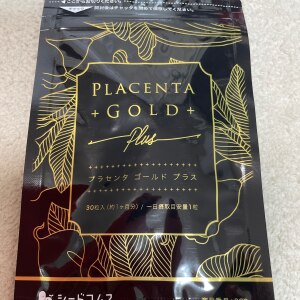 PLACENTA
+ GOLD +
Plus
プラセンタ ゴールド プラス
30粒入(約1ヶ月分) / 一日摂取目安量1粒
シードコムス